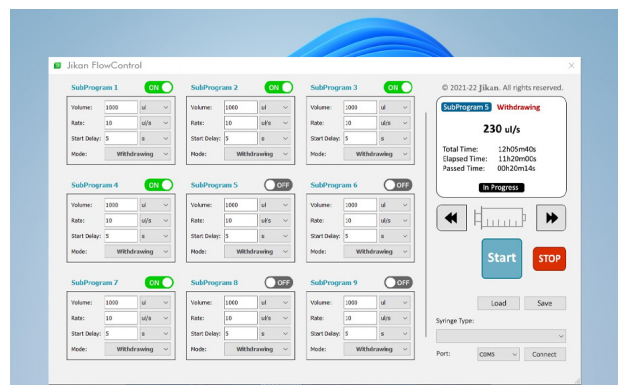 Jikan FlowControl
SubProgram 1 ON
Volume: 1000 ul
Rate: 10 ul/s
Start Delay: 5 s
Mode: Withdrawing
SubProgram 2 ON
Volume: 1000 ul
Rate: 10 ul/s
Start Delay: 5 s
Mode: Withdrawing
SubProgram 3 ON
Volume: 1000 ul
Rate: 10 ul/s
Start Delay: 5 s
Mode: Withdrawing
SubProgram 4 ON
Volume: 1000 ul
Rate: 10 ul/s
Start Delay: 5 s
Mode: Withdrawing
SubProgram 5 OFF
Volume: 1000 ul
Rate: 10 ul/s
Start Delay: 5 s
Mode: Withdrawing
SubProgram 6 OFF
Volume: 1000 ul
Rate: 10 ul/s
Start Delay: 5 s
Mode: Withdrawing
SubProgram 7 ON
Volume: 1000 ul
Rate: 10 ul/s
Start Delay: 5 s
Mode: Withdrawing
SubProgram 8 OFF
Volume: 1000 ul
Rate: 10 ul/s
Start Delay: 5 s
Mode: Withdrawing
SubProgram 9 OFF
Volume: 1000 ul
Rate: 10 ul/s
Start Delay: 5 s
Mode: Withdrawing
© 2021-22 Jikan. All rights reserved.
SubProgram 5 Withdrawing
230 ul/s
Total Time: 12h05m40s
Elapsed Time: 11h20m00s
Passed Time: 00h20m14s
In Progress
Start STOP
Load Save
Syringe Type:
Port: COM5 Connect